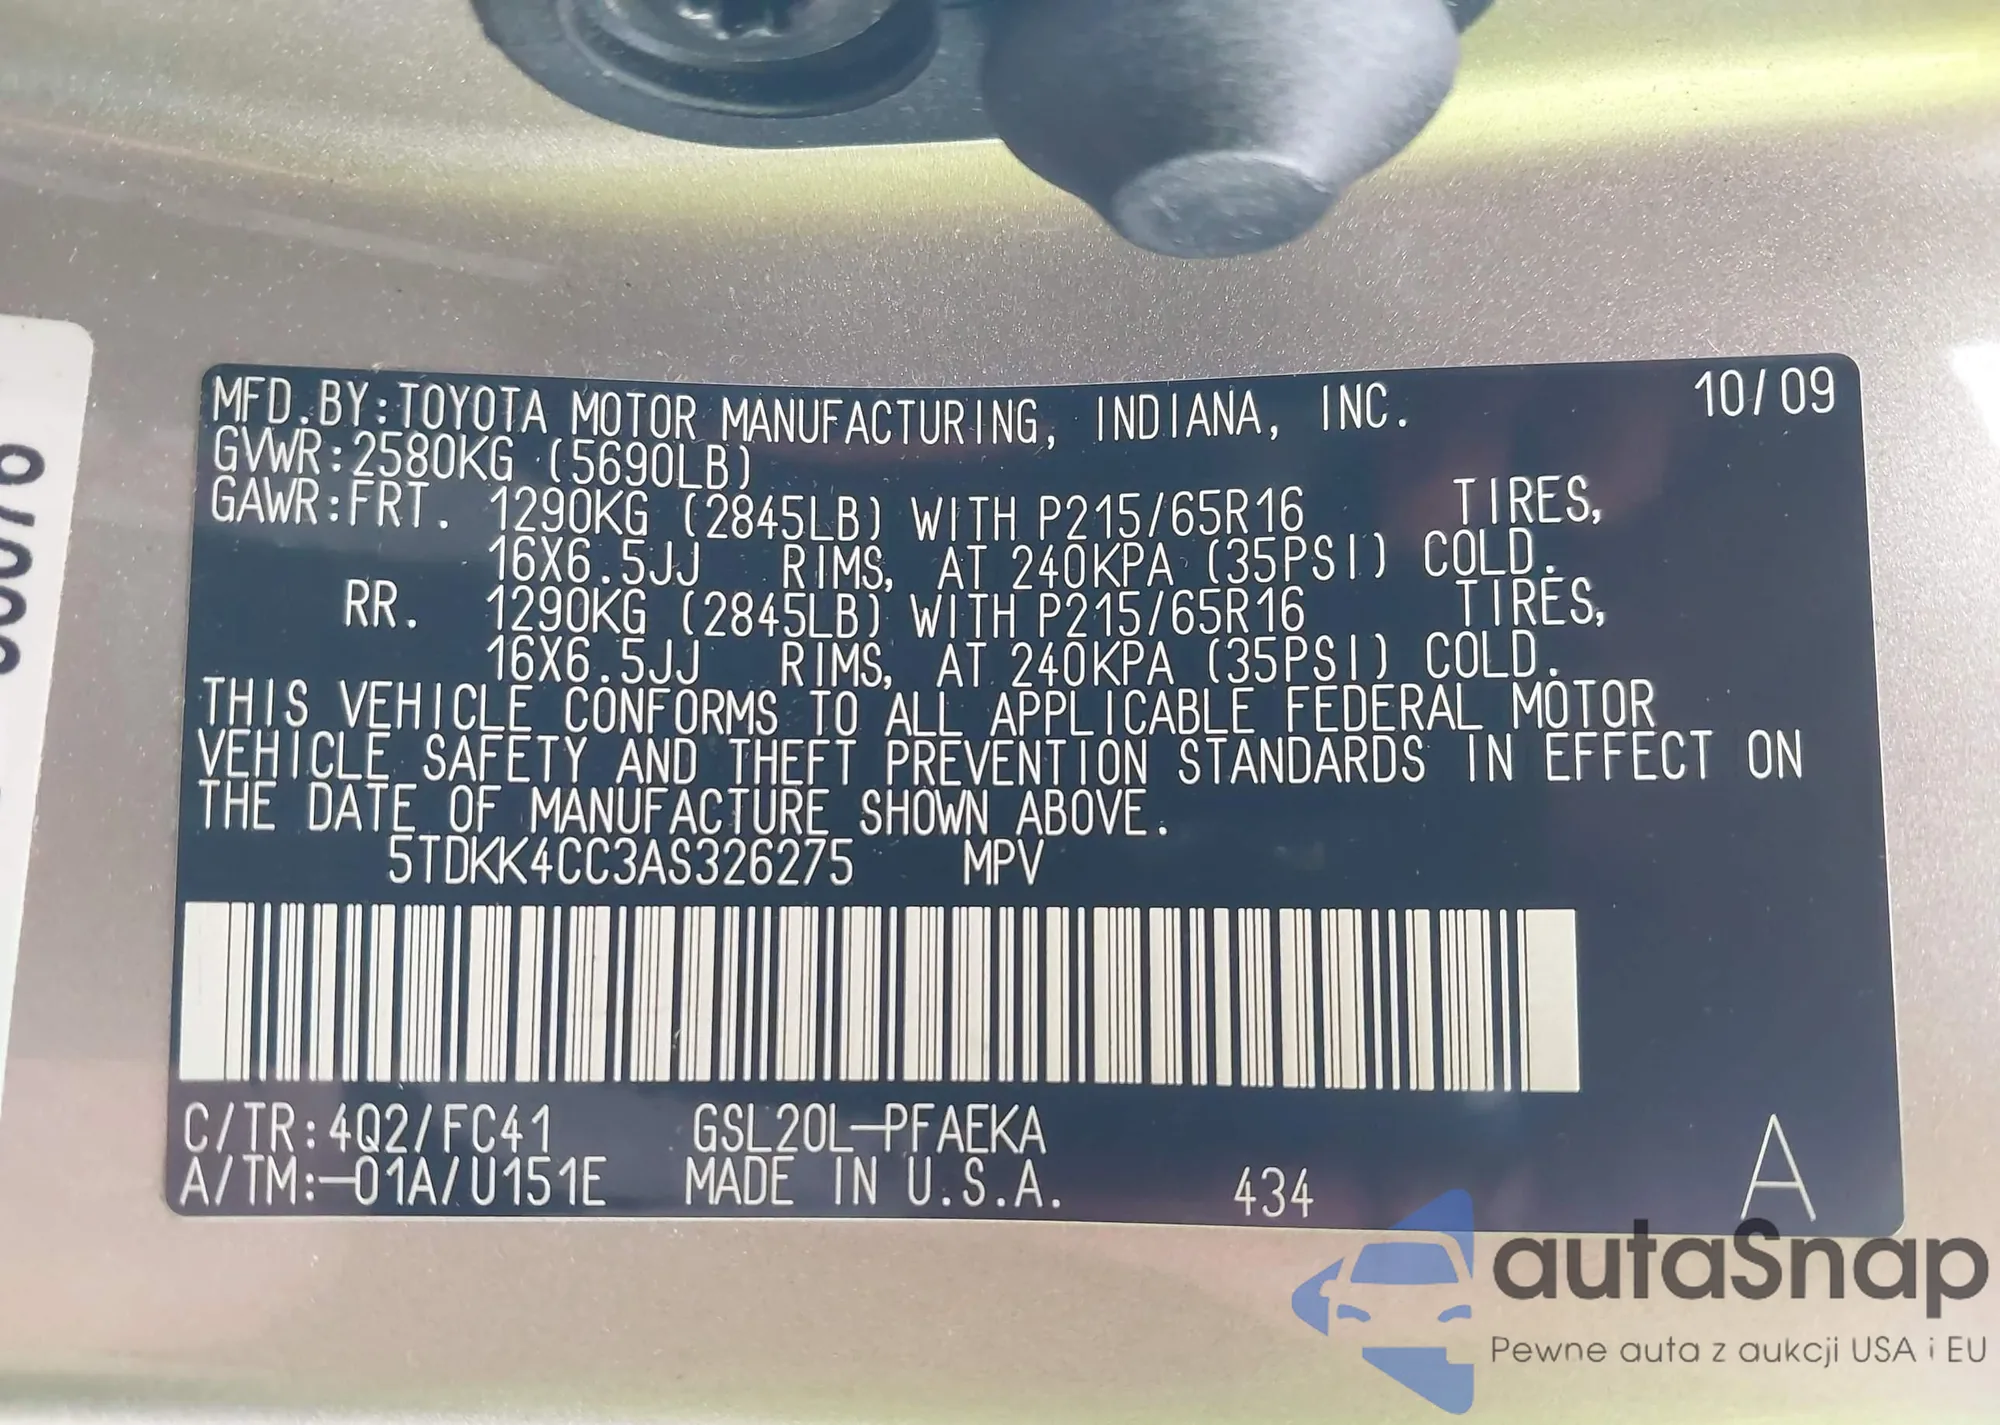 MFD.BY:TOYOTA MOTOR MANUFACTURING, INDIANA, INC. 10/09
GVWR:2580KG (5690LB)
GAWR:FRT. 1290KG (2845LB) WITH P215/65R16 TIRES,
16X6.5JJ RIMS, AT 240KPA (35PSI) COLD.
RR. 1290KG (2845LB) WITH P215/65R16 TIRES,
16X6.5JJ RIMS, AT 240KPA (35PSI) COLD.
THIS VEHICLE CONFORMS TO ALL APPLICABLE FEDERAL MOTOR
VEHICLE SAFETY AND THEFT PREVENTION STANDARDS IN EFFECT ON
THE DATE OF MANUFACTURE SHOWN ABOVE.
5TDKK4CC3AS326275 MPV
C/TR:4Q2/FC41 GSL20L-PFAEKA
A/TM:-01A/U151E MADE IN U.S.A. 434 A
autaSnap
Pewne auta z aukcji USA i EU